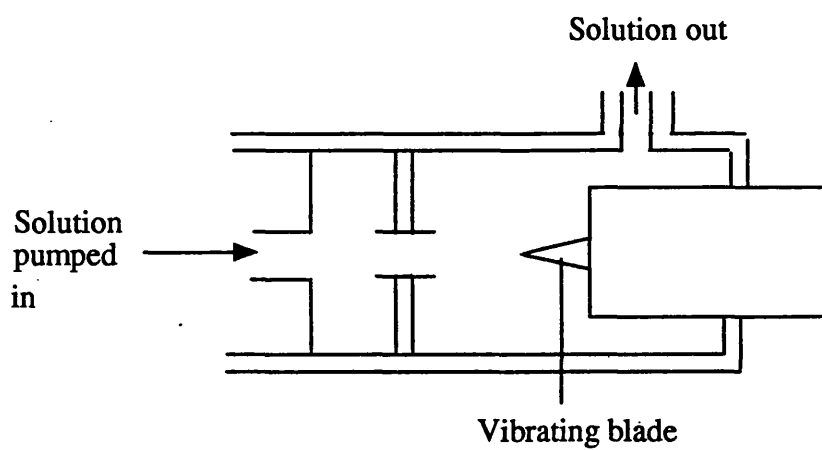 Solution out
Solution
pumped
in
Vibrating blade